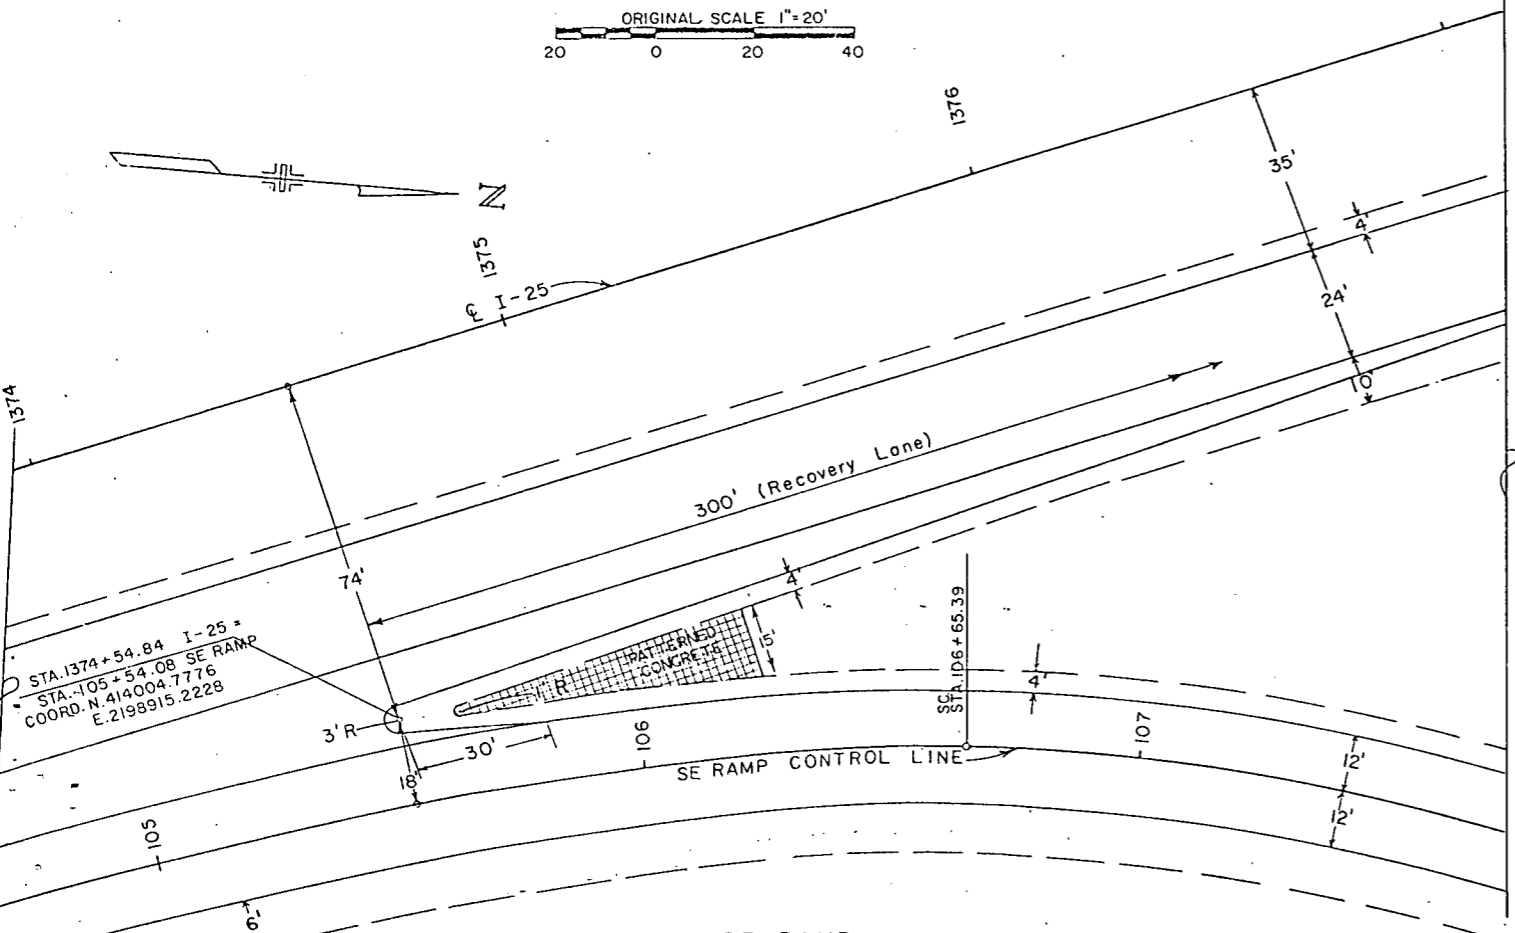 ORIGINAL SCALE 1"=20'
20 0 20 40
1376
35'
N
4'
1375
℄ I-25
24'
10'
1374
300' (Recovery Lane)
74'
4'
STA. 1374+54.84 I-25 =
STA. 105+54.08 SE RAMP
COORD. N. 414004.7776
E. 2198915.2228
PATTERNED
CONCRETE
15'
1' R
SC
STA. 106+65.39
4'
3' R
30'
106
107
18'
SE RAMP CONTROL LINE
12'
12'
105
6'